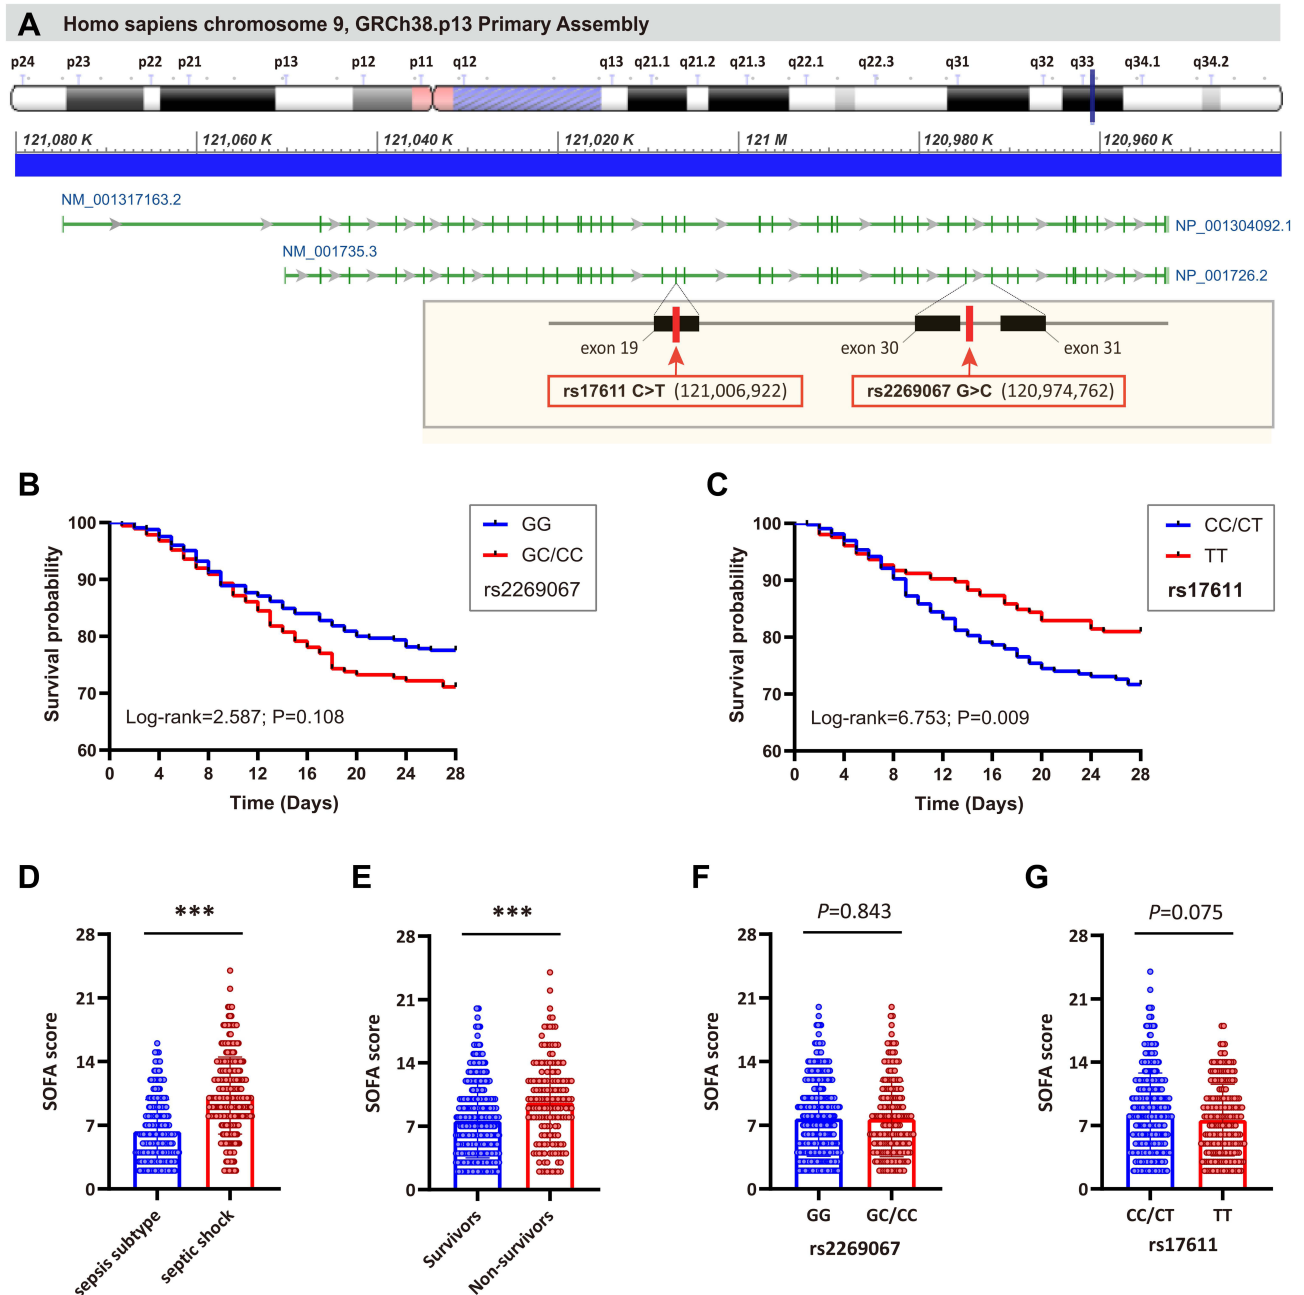 A Homo sapiens chromosome 9, GRCh38.p13 Primary Assembly
p24 p23 p22 p21 p13 p12 p11 q12 q13 q21.1 q21.2 q21.3 q22.1 q22.3 q31 q32 q33 q34.1 q34.2
121,080 K 121,060 K 121,040 K 121,020 K 121 M 120,980 K 120,960 K
NM_001317163.2
NP_001304092.1
NM_001735.3
NP_001726.2
exon 19 exon 30 exon 31
rs17611 C>T (121,006,922) rs2269067 G>C (120,974,762)
B
100
90
80
70
60
Survival probability
GG
GC/CC
rs2269067
Log-rank=2.587; P=0.108
0 4 8 12 16 20 24 28
Time (Days)
C
100
90
80
70
60
Survival probability
CC/CT
TT
rs17611
Log-rank=6.753; P=0.009
0 4 8 12 16 20 24 28
Time (Days)
D
***
28
21
14
7
0
SOFA score
sepsis subtype
septic shock
E
***
28
21
14
7
0
SOFA score
Survivors
Non-survivors
F
P=0.843
28
21
14
7
0
SOFA score
GG GC/CC
rs2269067
G
P=0.075
28
21
14
7
0
SOFA score
CC/CT TT
rs17611